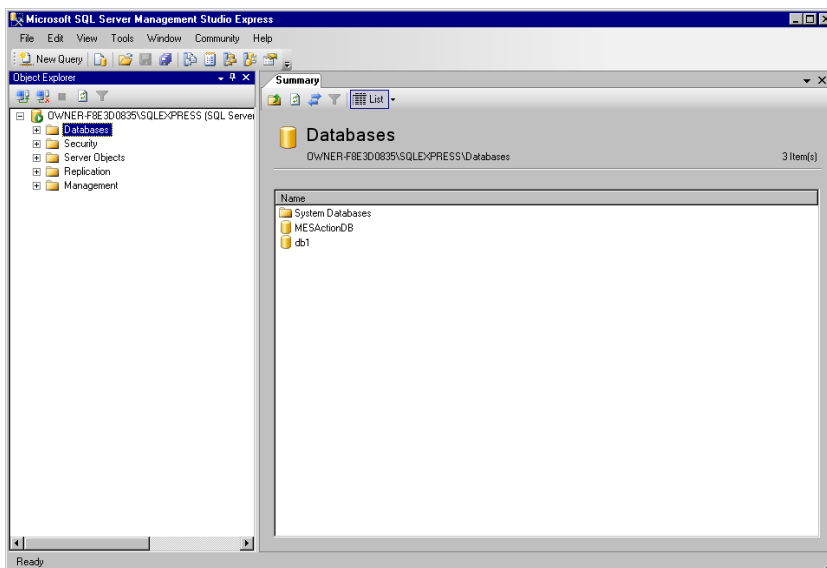 Microsoft SQL Server Management Studio Express
File Edit View Tools Window Community Help
New Query
Object Explorer
OWNER-F8E3D0835\SQLEXPRESS (SQL Server
Databases
Security
Server Objects
Replication
Management
Summary
List
Databases
OWNER-F8E3D0835\SQLEXPRESS\Databases 3 Item(s)
Name
System Databases
MESActionDB
db1
Ready